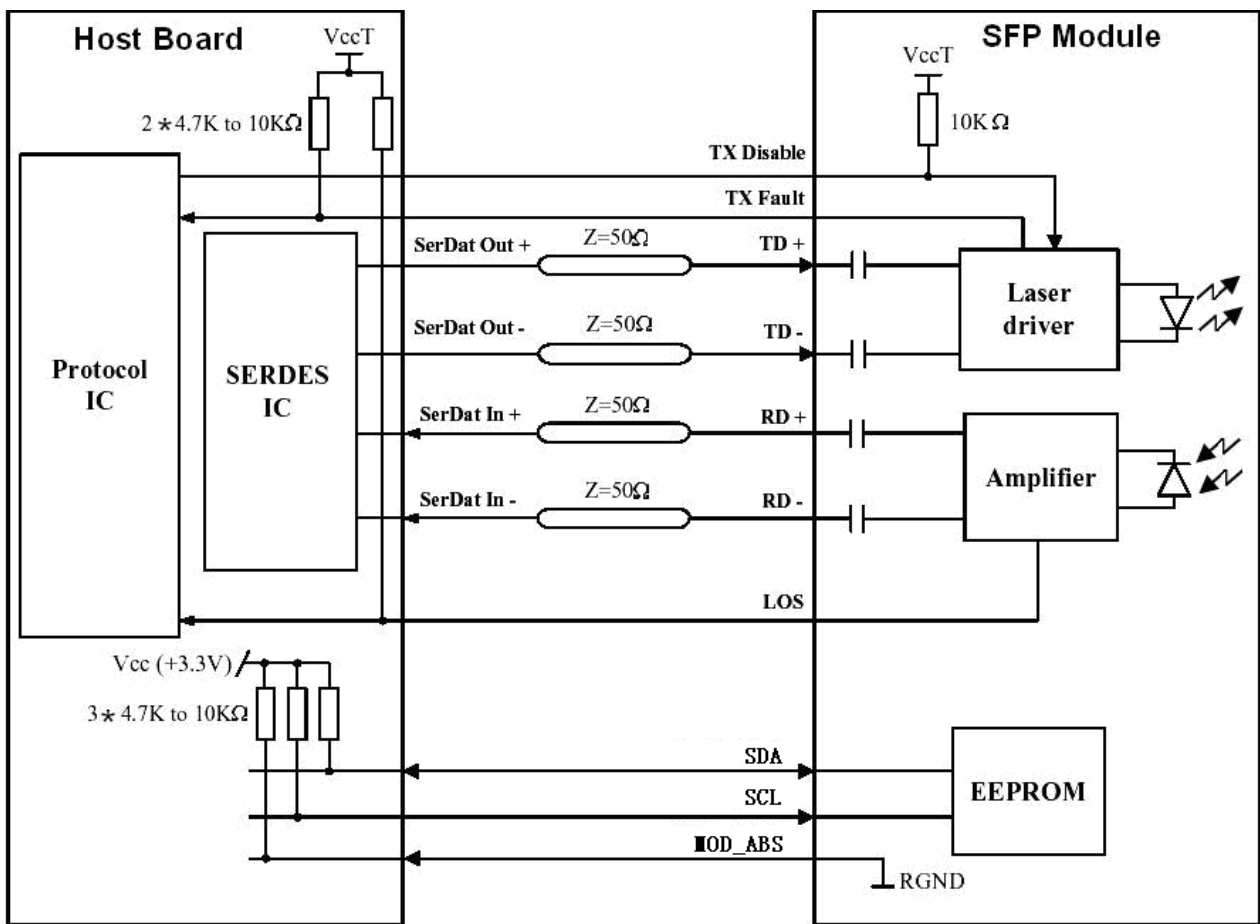 Host Board
SFP Module
VccT
VccT
2*4.7K to 10KΩ
10KΩ
TX Disable
TX Fault
SerDat Out +
Z=50Ω
TD +
Laser
driver
SerDat Out -
Z=50Ω
TD -
Protocol
IC
SERDES
IC
SerDat In +
Z=50Ω
RD +
Amplifier
SerDat In -
Z=50Ω
RD -
LOS
Vcc (+3.3V)
3*4.7K to 10KΩ
SDA
SCL
EEPROM
MOD_ABS
RGND